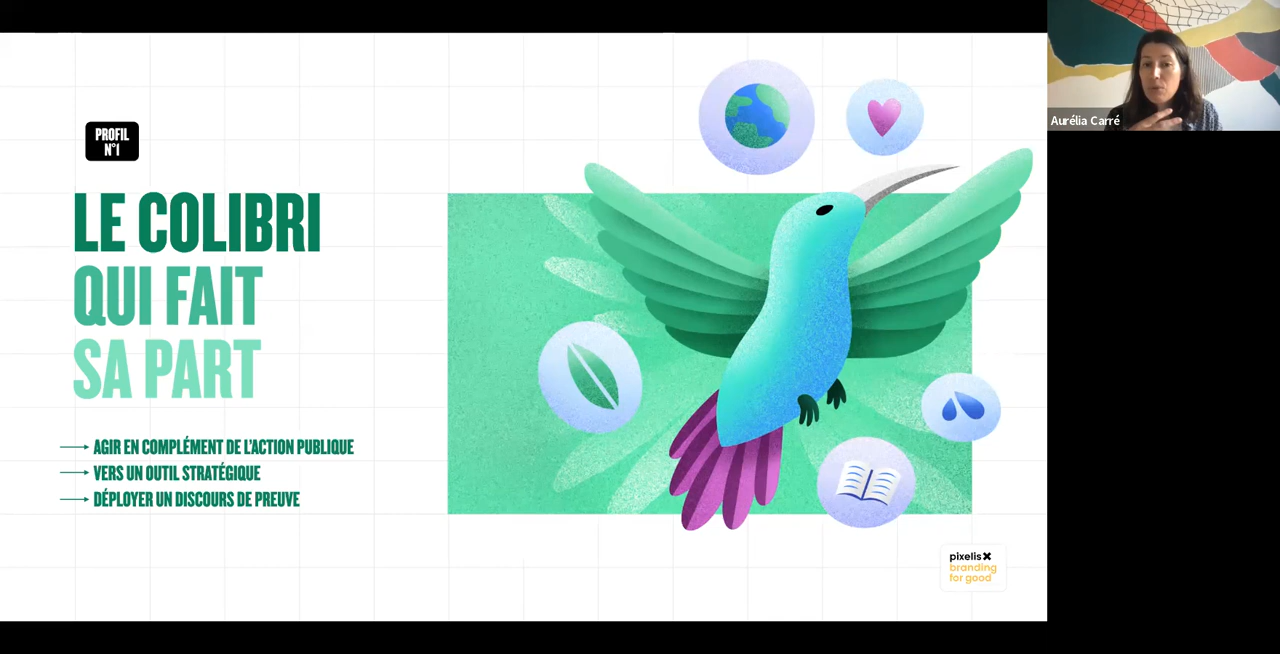 PROFIL
N°1
LE COLIBRI
QUI FAIT
SA PART
AGIR EN COMPLÉMENT DE L'ACTION PUBLIQUE
VERS UN OUTIL STRATÉGIQUE
DÉPLOYER UN DISCOURS DE PREUVE
pixelis
branding
for good
Aurélia Carré